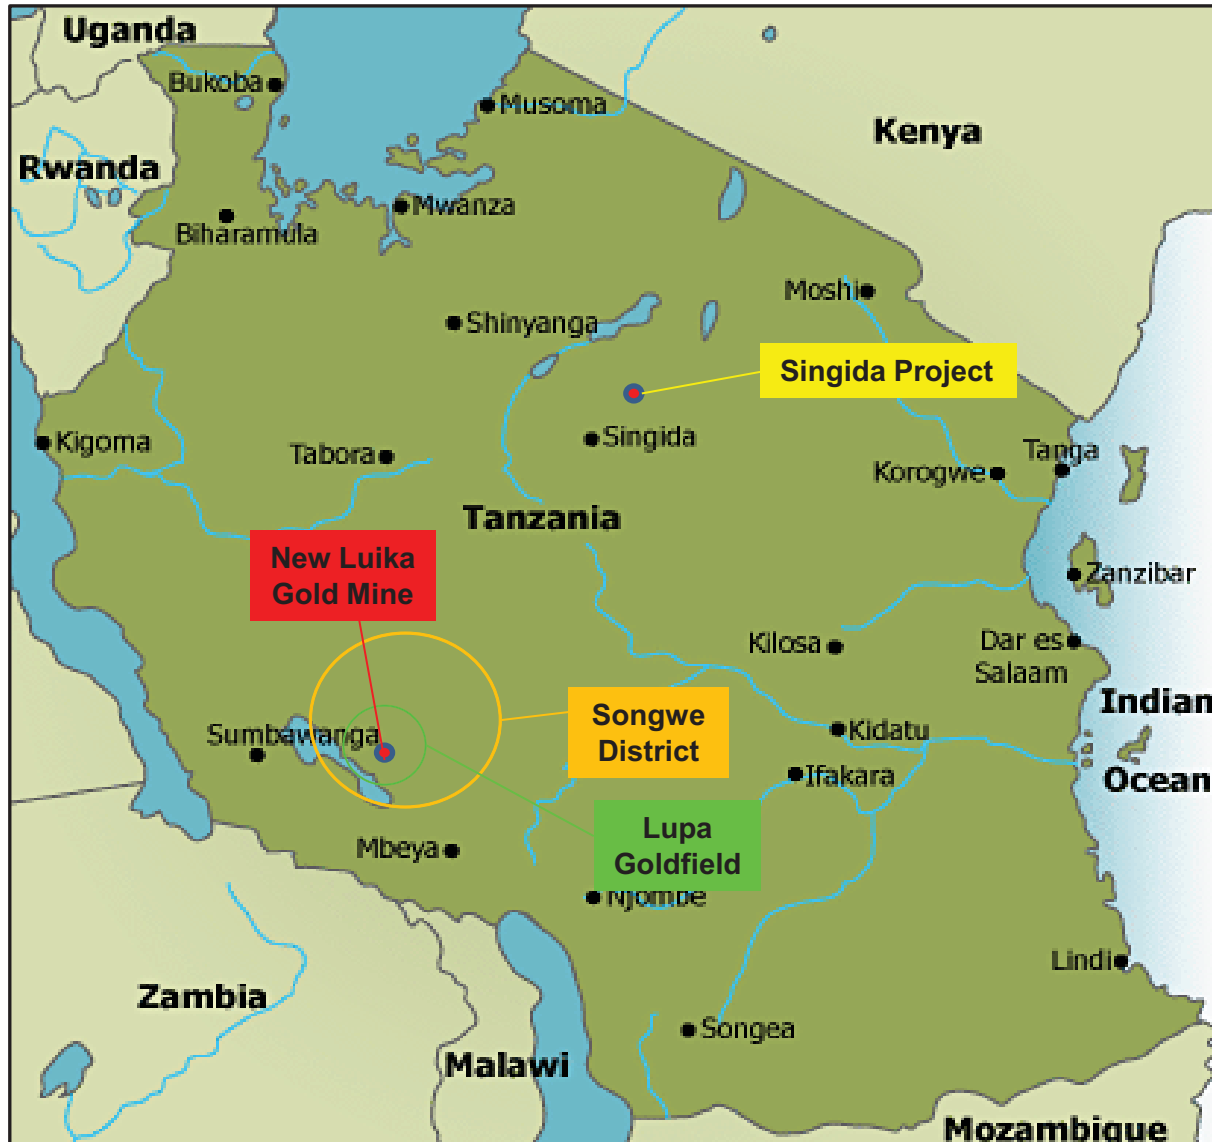 Uganda
Bukoba
Musoma
Kenya
Rwanda
Mwanza
Biharamula
Moshi
Shinyanga
Singida Project
Kigoma
Singida
Tabora
Tanga
Korogwe
Tanzania
New Luika
Gold Mine
Zanzibar
Kilosa
Dar es
Salaam
Indian
Ocean
Songwe
District
Sumbawanga
Kidatu
Ifakara
Lupa
Goldfield
Mbeya
Njombe
Lindi
Zambia
Songea
Malawi
Mozambique